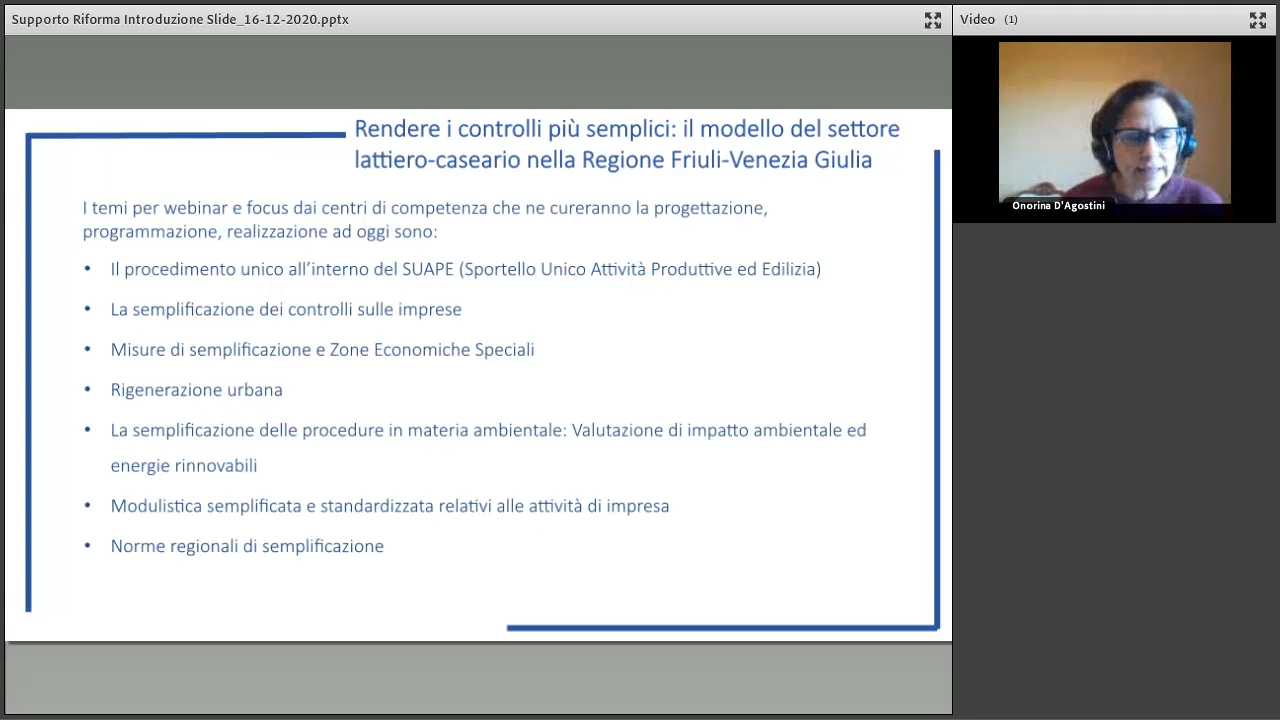 Supporto Riforma Introduzione Slide_16-12-2020.pptx
Video (1)
Rendere i controlli più semplici: il modello del settore
lattiero-caseario nella Regione Friuli-Venezia Giulia
I temi per webinar e focus dai centri di competenza che ne cureranno la progettazione,
programmazione, realizzazione ad oggi sono:
• Il procedimento unico all’interno del SUAPE (Sportello Unico Attività Produttive ed Edilizia)
• La semplificazione dei controlli sulle imprese
• Misure di semplificazione e Zone Economiche Speciali
• Rigenerazione urbana
• La semplificazione delle procedure in materia ambientale: Valutazione di impatto ambientale ed
energie rinnovabili
• Modulistica semplificata e standardizzata relativi alle attività di impresa
• Norme regionali di semplificazione
Onorina D'Agostini